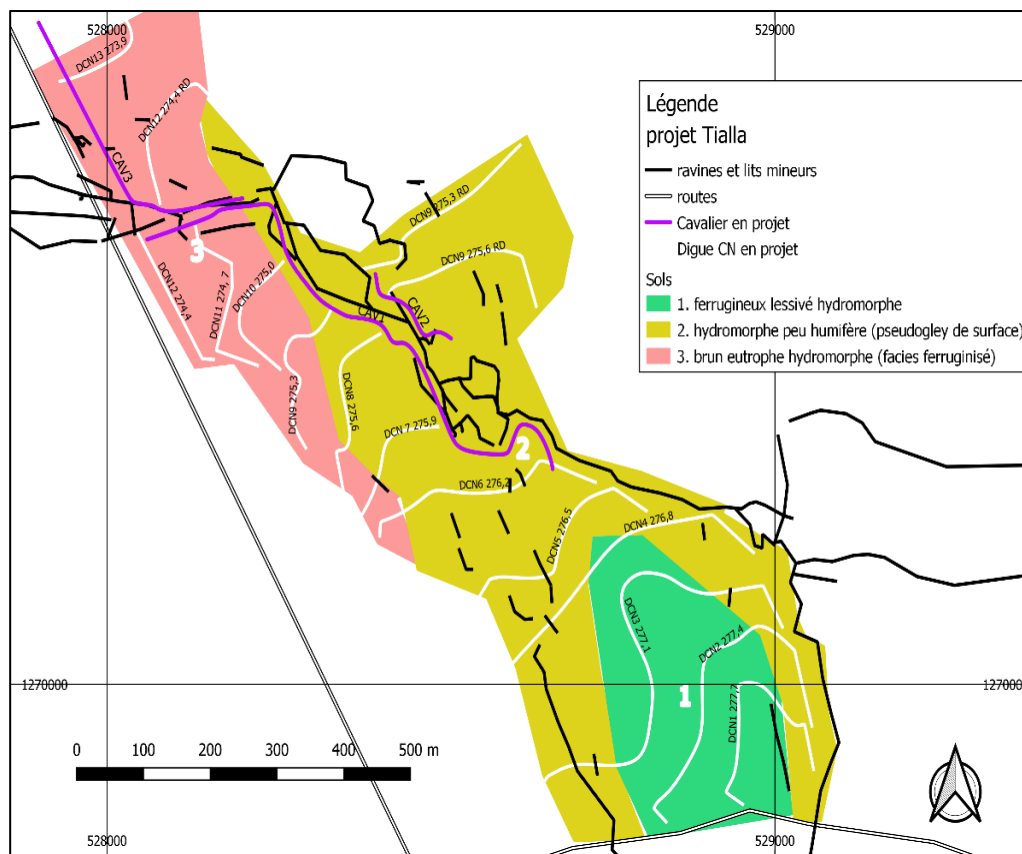 528000
529000
DCN13 273,9
DCN12 274,4 RD
CAV3
DCN9 275,3 RD
DCN9 275,6 RD
3
DCN12 274,4
DCN11 274, 7
DCN10 275,0
CAV1
CAV2
DCN9 275,3
DCN8 275,6
DCN 7 275,9
2
DCN6 276,2
DCN5 276,5
DCN4 276,8
DCN3 277,1
DCN2 277,4
DCN1 277,7
1
1270000
127000
Légende
projet Tialla
ravines et lits mineurs
routes
Cavalier en projet
Digue CN en projet
Sols
1. ferrugineux lessivé hydromorphe
2. hydromorphe peu humifère (pseudogley de surface)
3. brun eutrophe hydromorphe (facies ferruginisé)
0 100 200 300 400 500 m
528000
529000